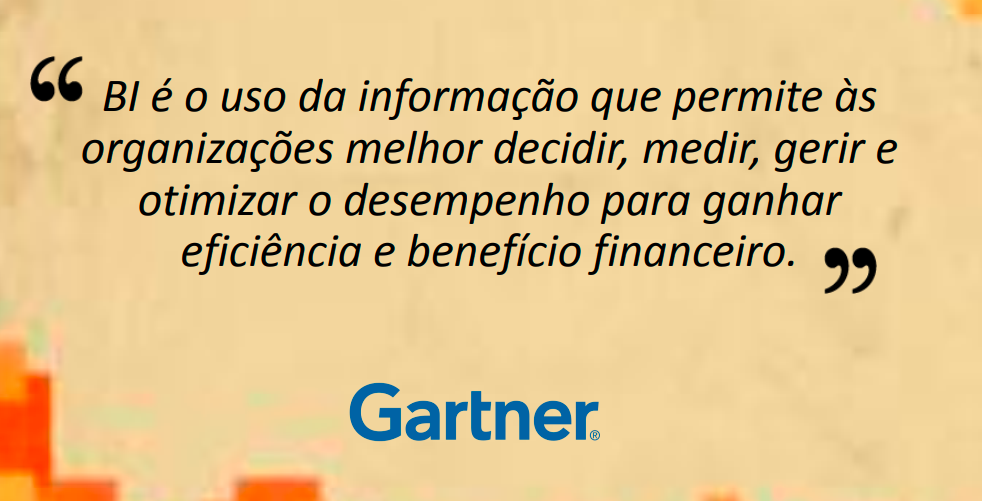 “ BI é o uso da informação que permite às
organizações melhor decidir, medir, gerir e
otimizar o desempenho para ganhar
eficiência e benefício financeiro. ”
Gartner®